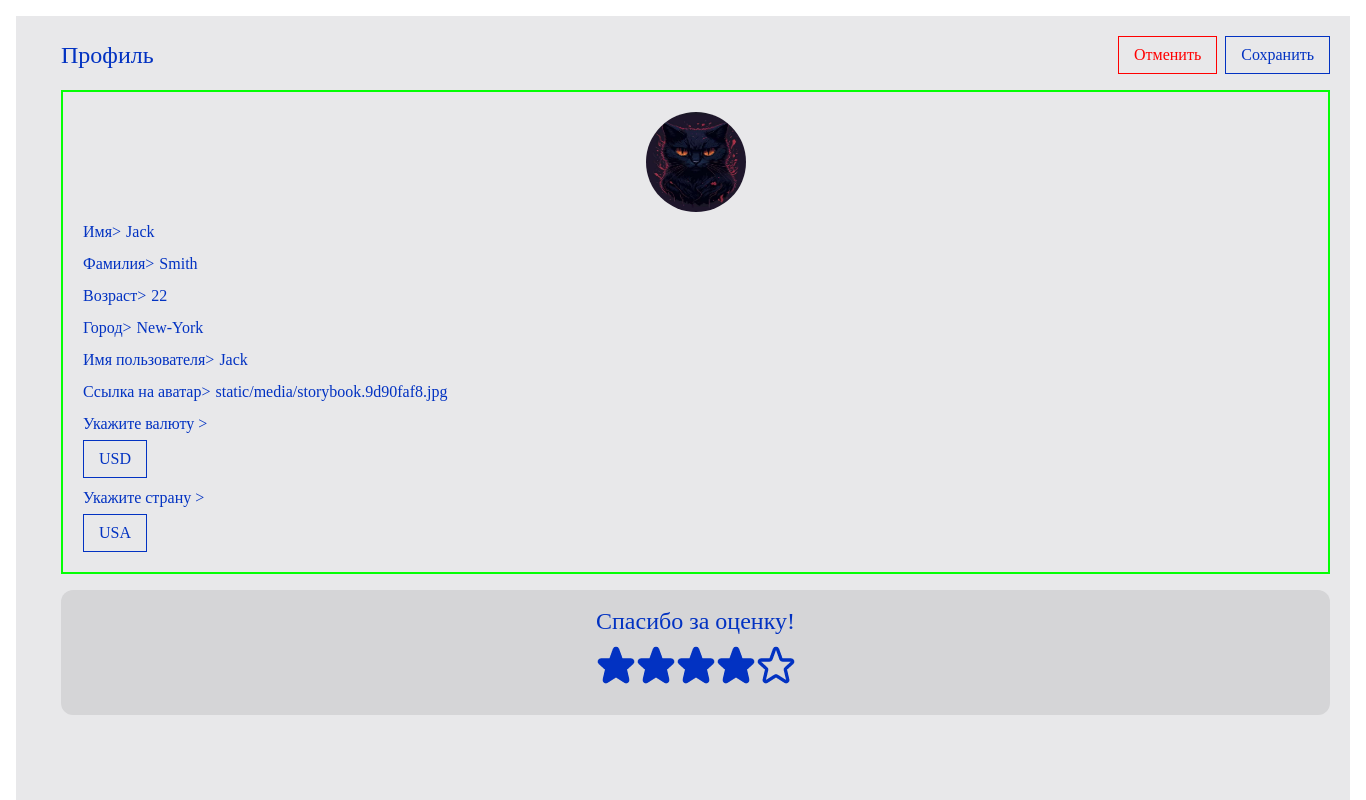 Профиль
Отменить
Сохранить
Имя> Jack
Фамилия> Smith
Возраст> 22
Город> New-York
Имя пользователя> Jack
Ссылка на аватар> static/media/storybook.9d90faf8.jpg
Укажите валюту >
USD
Укажите страну >
USA
Спасибо за оценку!